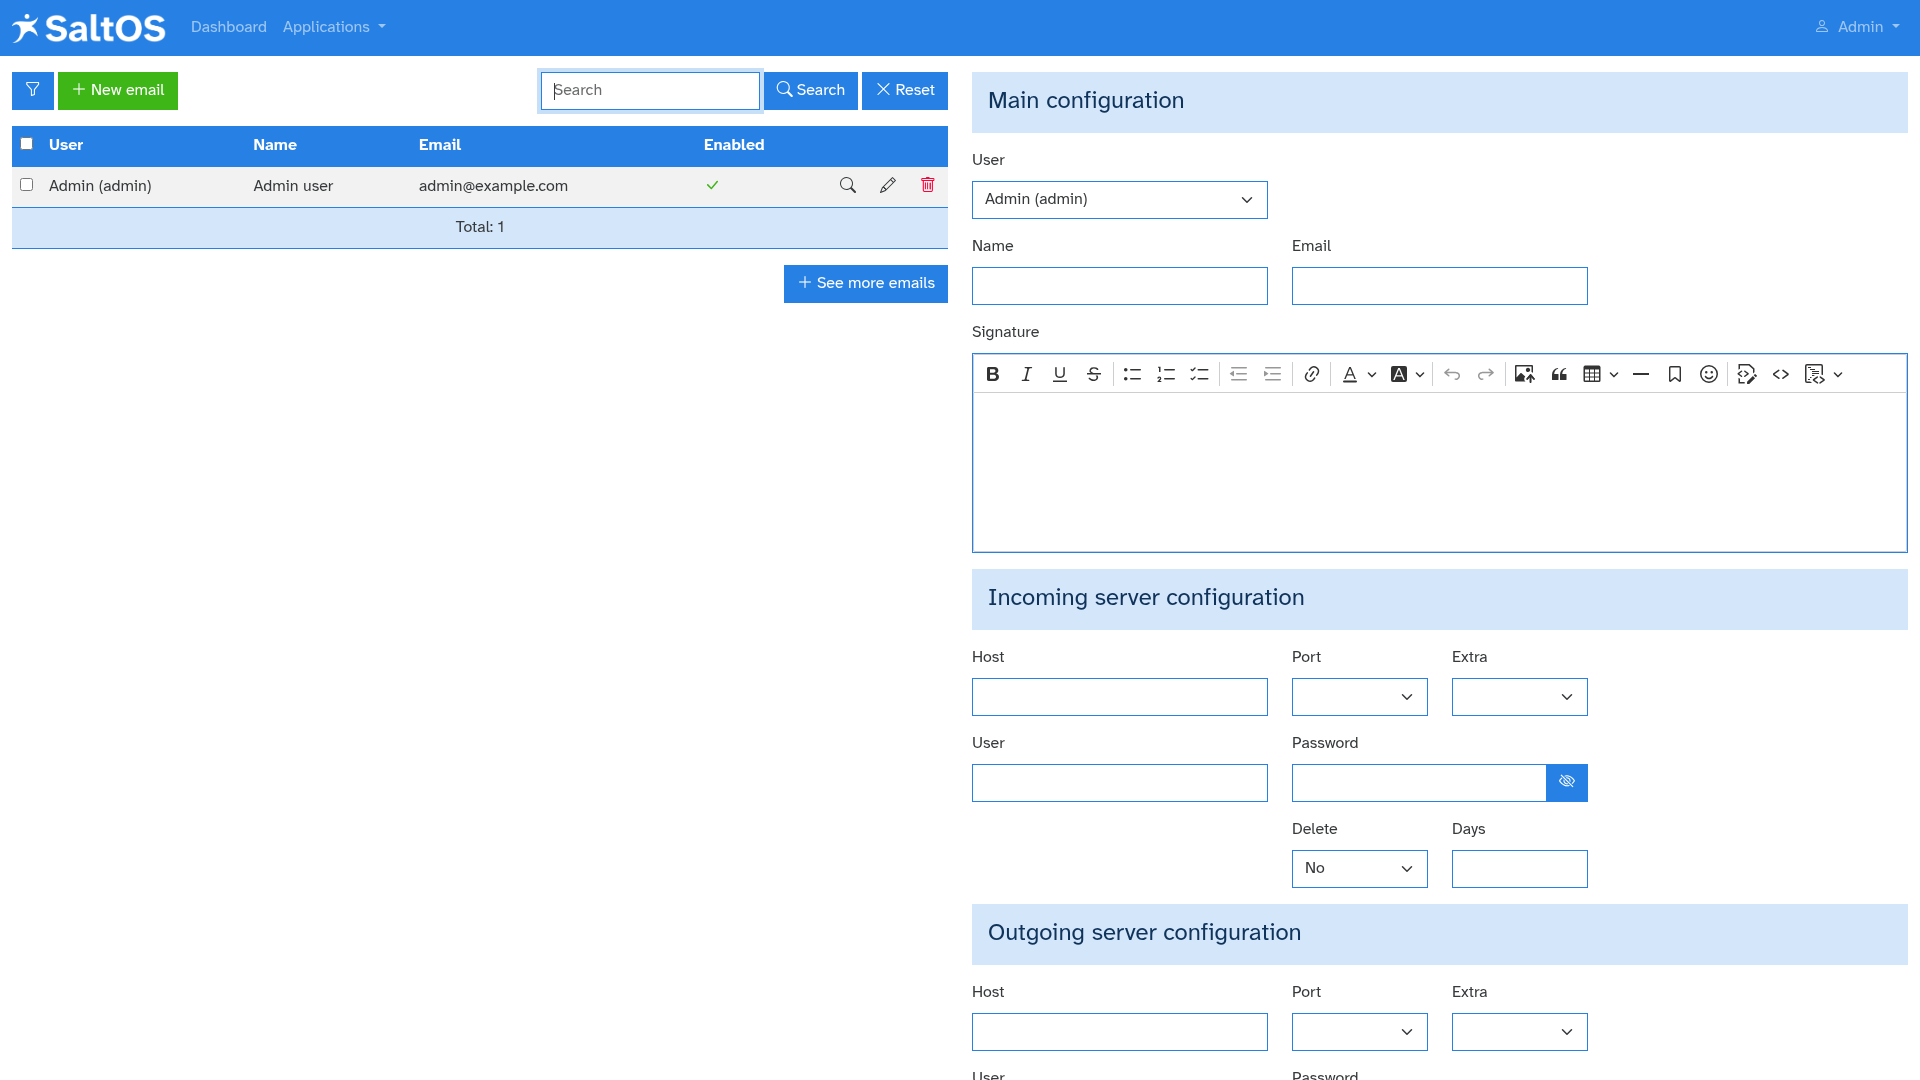 SaltOS Dashboard Applications Admin
New email Search Search Reset
User Name Email Enabled
Admin (admin) Admin user admin@example.com
Total: 1
See more emails
Main configuration
User
Admin (admin)
Name Email
Signature
Incoming server configuration
Host Port Extra
User Password
Delete Days
No
Outgoing server configuration
Host Port Extra
User Password